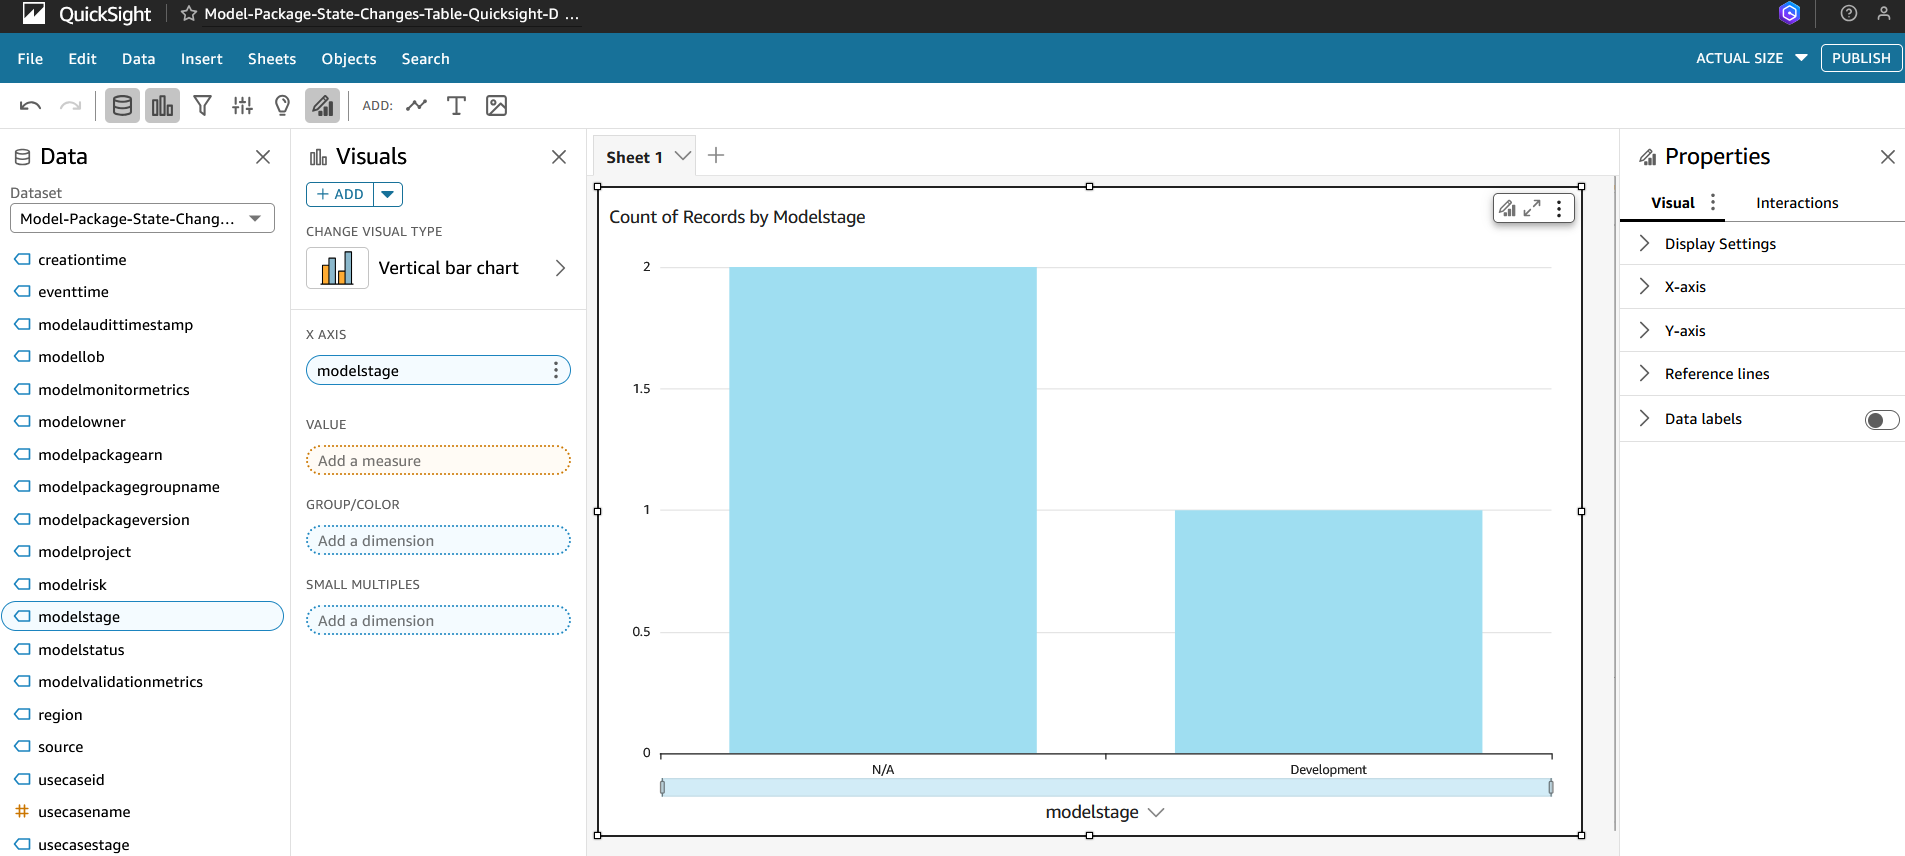 QuickSight
Model-Package-State-Changes-Table-Quicksight-D ...
File Edit Data Insert Sheets Objects Search
ACTUAL SIZE
PUBLISH
ADD:
Data
Dataset
Model-Package-State-Chang...
creationtime
eventtime
modelaudittimestamp
modellob
modelmonitormetrics
modelowner
modelpackagearn
modelpackagegroupname
modelpackageversion
modelproject
modelrisk
modelstage
modelstatus
modelvalidationmetrics
region
source
usecaseid
usecasename
usecasestage
Visuals
+ ADD
CHANGE VISUAL TYPE
Vertical bar chart
X AXIS
modelstage
VALUE
Add a measure
GROUP/COLOR
Add a dimension
SMALL MULTIPLES
Add a dimension
Sheet 1
Count of Records by Modelstage
2
1.5
1
0.5
0
N/A
Development
modelstage
Properties
Visual
Interactions
Display Settings
X-axis
Y-axis
Reference lines
Data labels